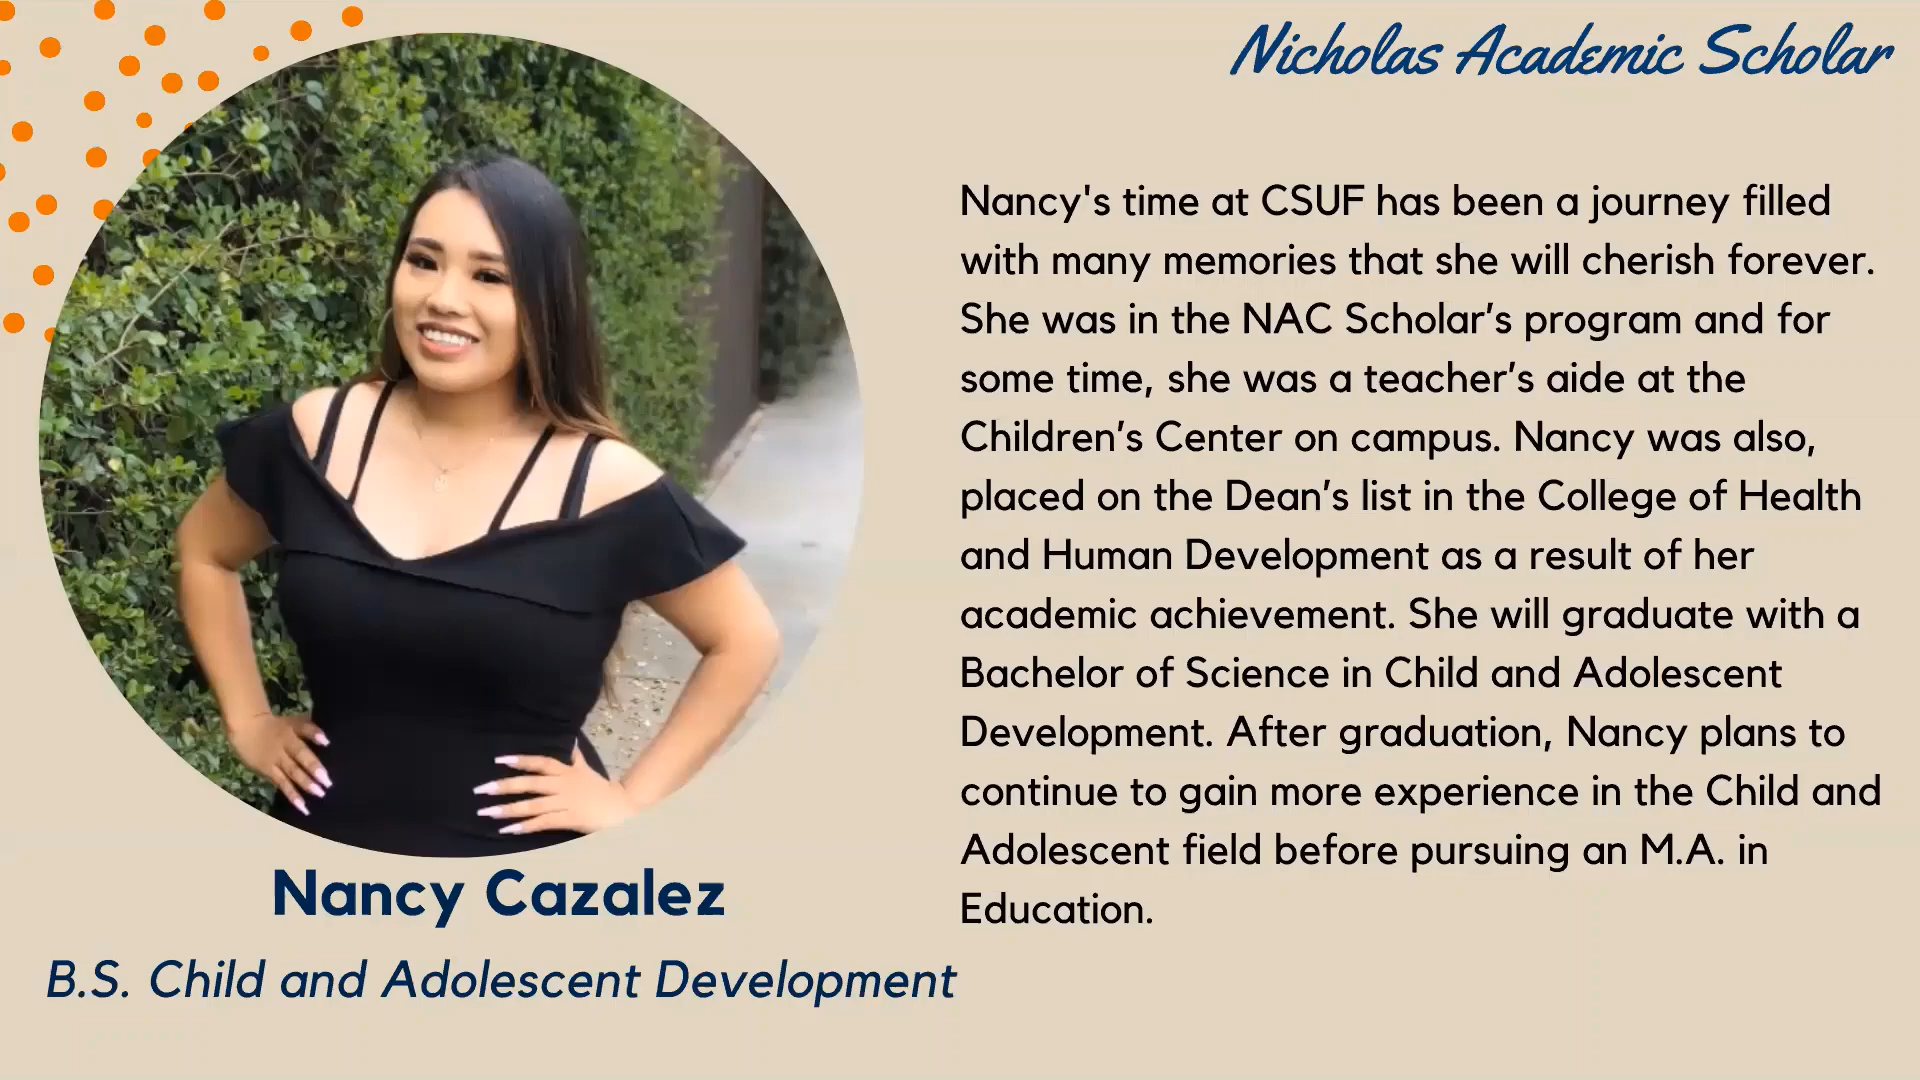 Nicholas Academic Scholar
Nancy's time at CSUF has been a journey filled
with many memories that she will cherish forever.
She was in the NAC Scholar’s program and for
some time, she was a teacher’s aide at the
Children’s Center on campus. Nancy was also,
placed on the Dean’s list in the College of Health
and Human Development as a result of her
academic achievement. She will graduate with a
Bachelor of Science in Child and Adolescent
Development. After graduation, Nancy plans to
continue to gain more experience in the Child and
Adolescent field before pursuing an M.A. in
Education.
Nancy Cazalez
B.S. Child and Adolescent Development